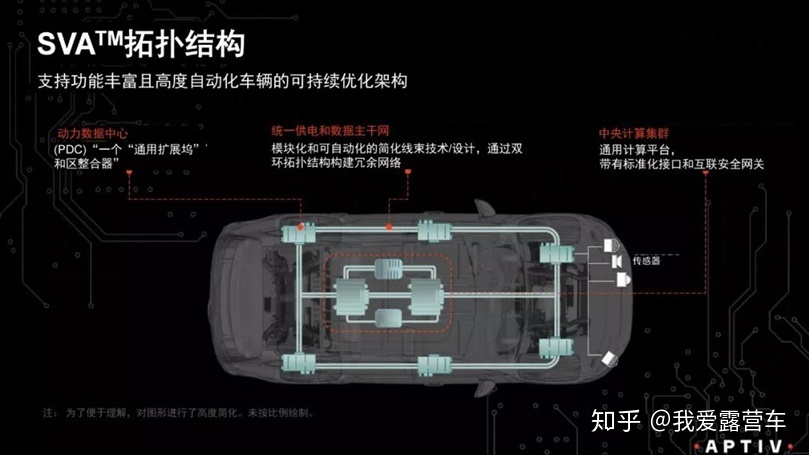 SVA™拓扑结构
支持功能丰富且高度自动化车辆的可持续优化架构
动力数据中心
(PDC) “一个 “通用扩展坞”
和区整合器”
统一供电和数据主干网
模块化和可自动化的简化线束技术/设计，通过双
环拓扑结构构建冗余网络
中央计算集群
通用计算平台，
带有标准化接口和互联安全网关
传感器
注： 为了便于理解，对图形进行了高度简化。未按比例绘制。
知乎 @我爱露营车
• APTIV •